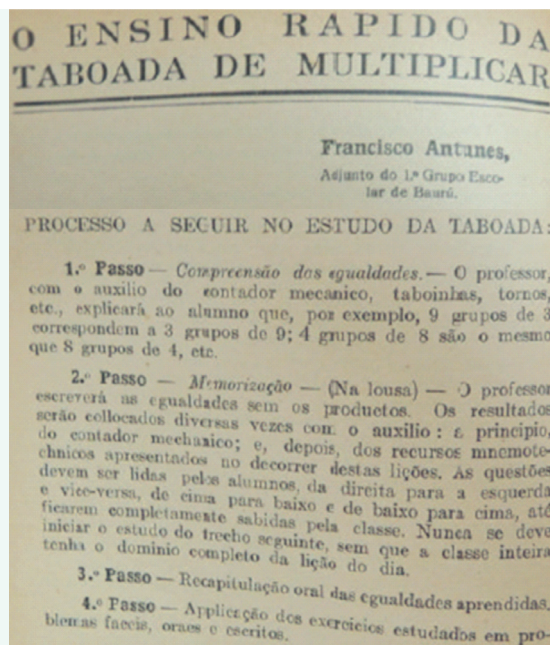 O ENSINO RAPIDO DA
TABOADA DE MULTIPLICAR
Francisco Antunes,
Adjunto do 1.º Grupo Esco-
lar de Baurú.
PROCESSO A SEGUIR NO ESTUDO DA TABOADA:
1.º Passo — Compreensão das egualdades. — O professor,
com o auxilio do contador mecanico, taboinhas, tornos,
etc., explicará ao alumno que, por exemplo, 9 grupos de 3
correspondem a 3 grupos de 9; 4 grupos de 8 são o mesmo
que 8 grupos de 4, etc.
2.º Passo — Memorização — (Na lousa) — O professor
escreverá as egualdades sem os productos. Os resultados
serão collocados diversas vezes com o auxilio: a principio,
do contador mechanico; e, depois, dos recursos mnemote-
chnicos apresentados no decorrer destas lições. As questões
devem ser lidas pelos alumnos, da direita para a esquerda
e vice-versa, de cima para baixo e de baixo para cima, até
ficarem completamente sabidas pela classe. Nunca se deve
iniciar o estudo do trecho seguinte, sem que a classe inteira
tenha o dominio completo da lição do dia.
3.º Passo — Recapitulação oral das egualdades aprendidas.
4.º Passo — Applicação dos exercicios estudados em pro-
blemas faceis, oraes e escritos.